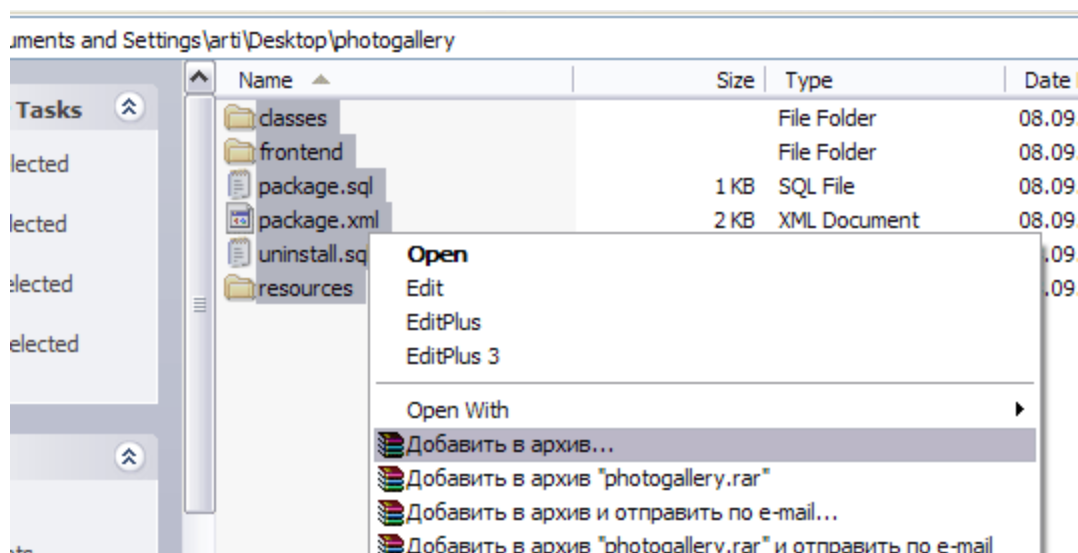 uments and Settings\arti\Desktop\photogallery
Name Size Type Date
Tasks
classes File Folder 08.09
frontend File Folder 08.09
package.sql 1 KB SQL File 08.09
package.xml 2 KB XML Document 08.09
uninstall.sq .09
resources .09
lected
lected
elected
elected
Open
Edit
EditPlus
EditPlus 3
Open With
Добавить в архив...
Добавить в архив "photogallery.rar"
Добавить в архив и отправить по e-mail...
Добавить в архив "photogallery.rar" и отправить по e-mail